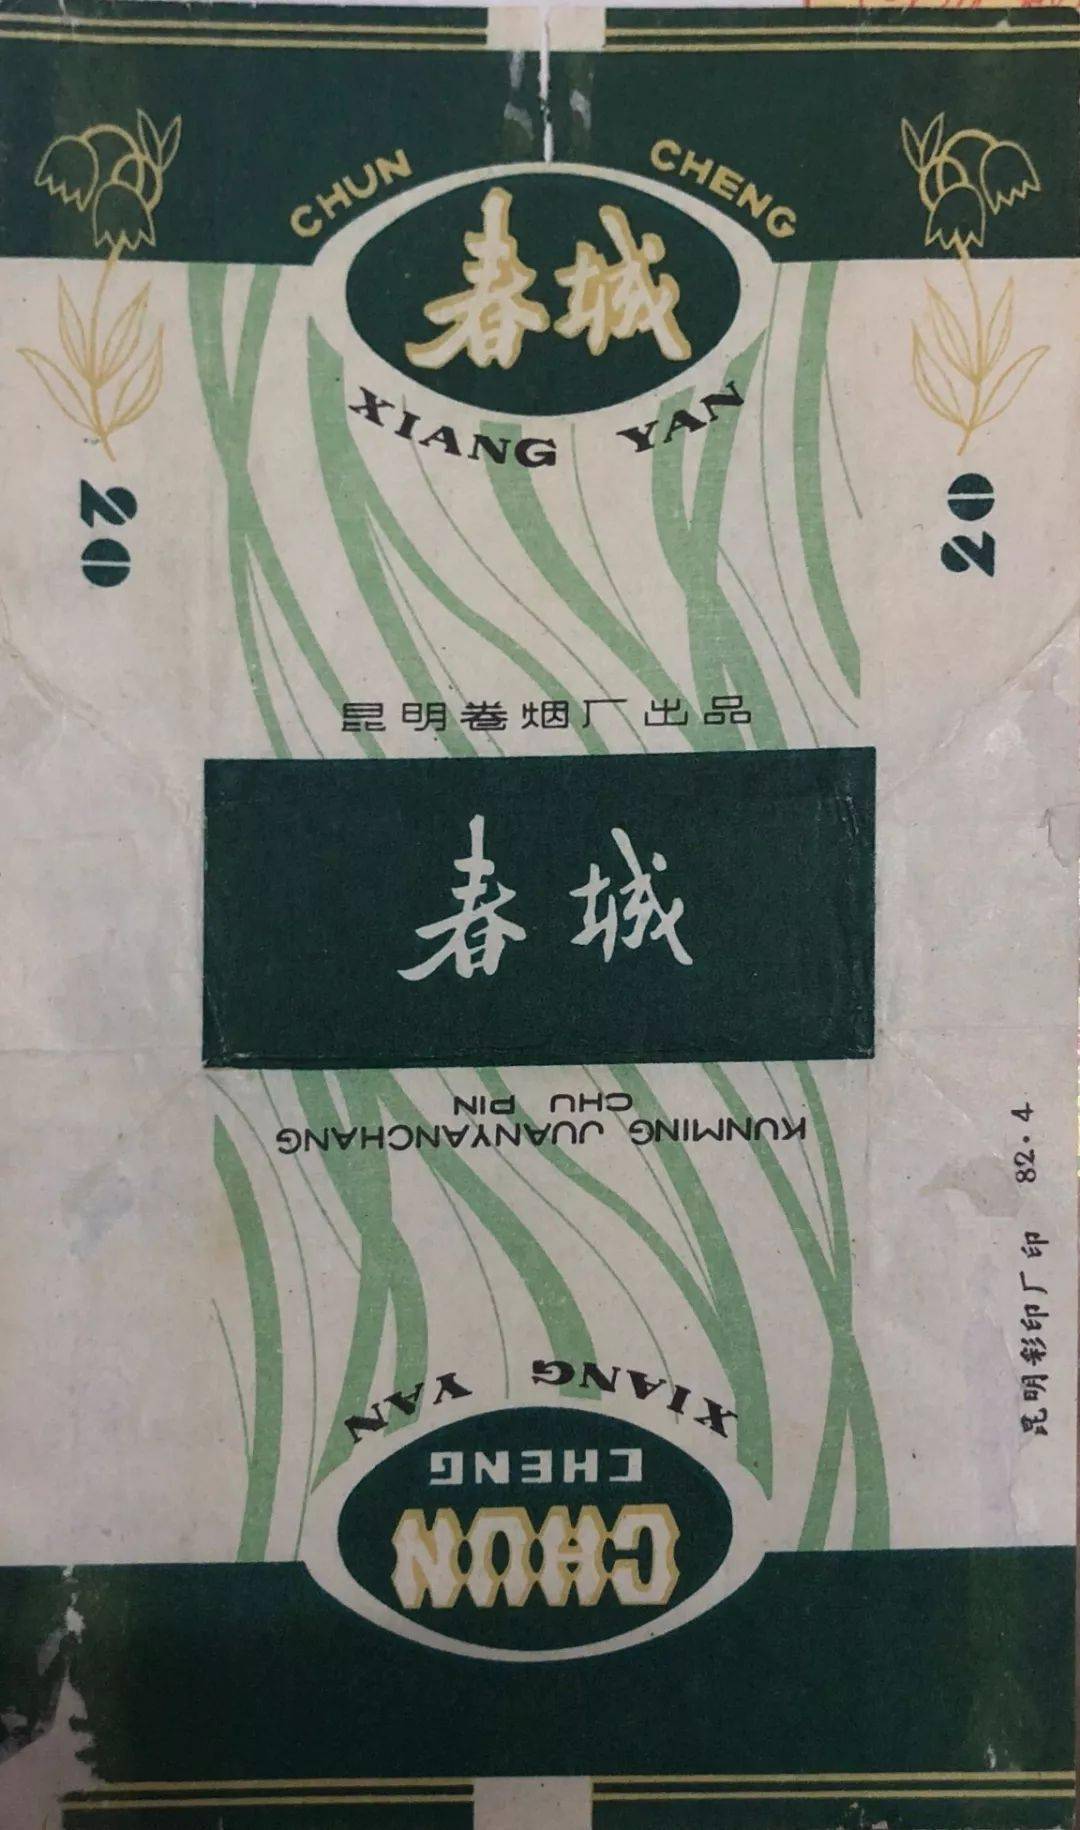 CHUN CHENG
春城
XIANG YAN
20
20
昆明卷烟厂出品
春城
KUNMING JUANYANCHANG
CHU PIN
XIANG YAN
CHENG
CHUN
昆明彩印厂印 82.4